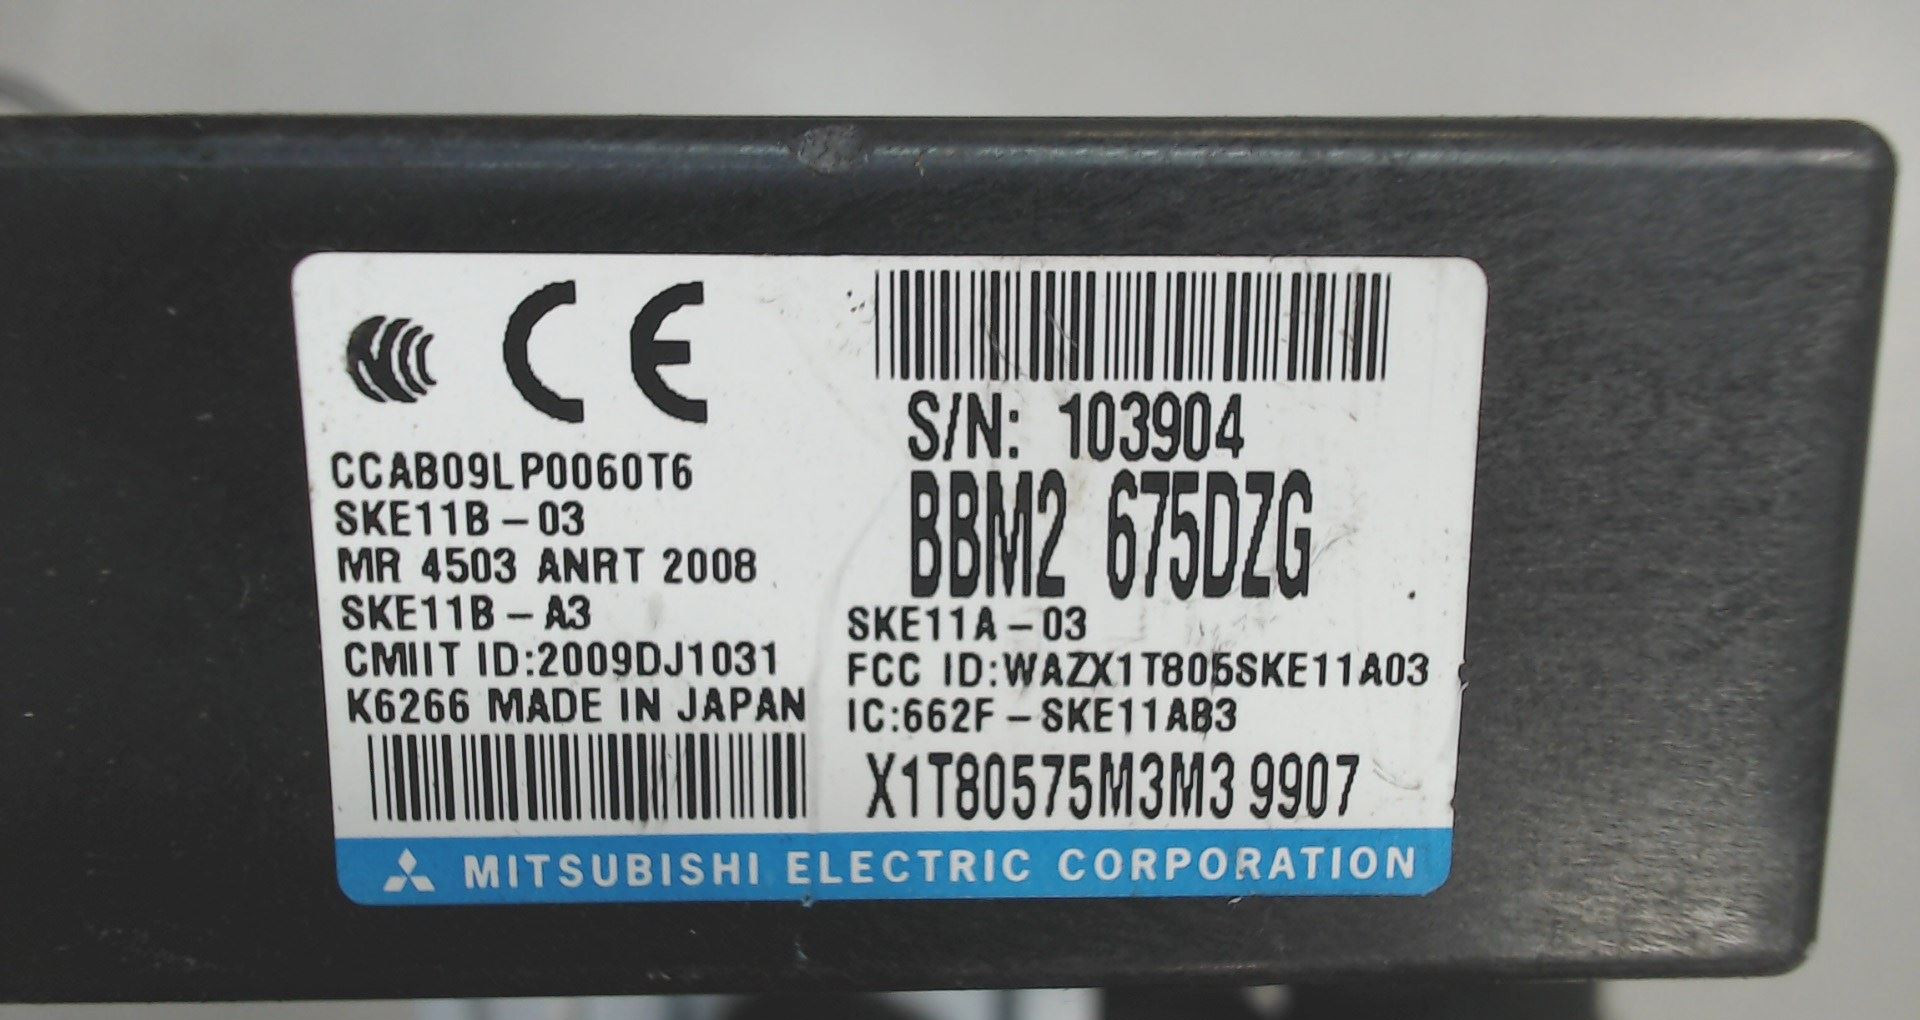 CE
CCAB09LP0060T6
SKE11B-03
MR 4503 ANRT 2008
SKE11B-A3
CMIIT ID:2009DJ1031
K6266 MADE IN JAPAN
S/N: 103904
BBM2 675DZG
SKE11A-03
FCC ID:WAZX1T805SKE11A03
IC:662F-SKE11AB3
X1T80575M3M3 9907
MITSUBISHI ELECTRIC CORPORATION